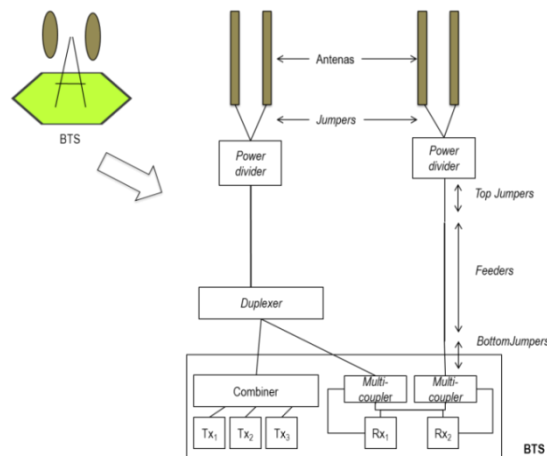 BTS
Antenas
Jumpers
Power
divider
Power
divider
Top Jumpers
Feeders
Duplexer
BottomJumpers
Combiner
Multi-
coupler
Multi-
coupler
Tx1
Tx2
Tx3
Rx1
Rx2
BTS